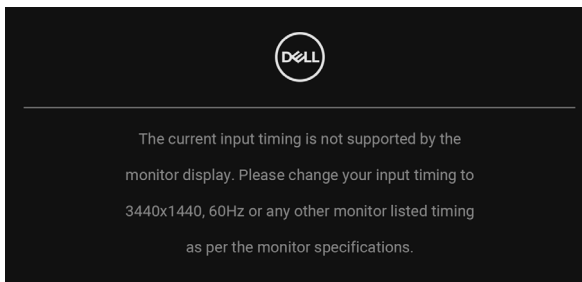 DELL
The current input timing is not supported by the
monitor display. Please change your input timing to
3440x1440, 60Hz or any other monitor listed timing
as per the monitor specifications.